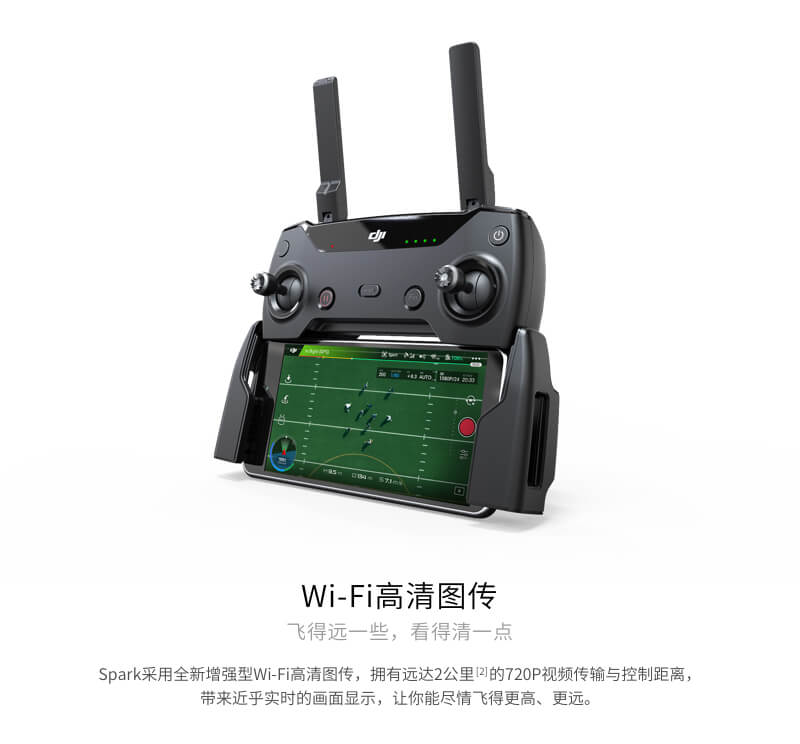 dji
Wi-Fi高清图传
飞得远一些，看得清一点
Spark采用全新增强型Wi-Fi高清图传，拥有远达2公里[2]的720P视频传输与控制距离，
带来近乎实时的画面显示，让你能尽情飞得更高、更远。